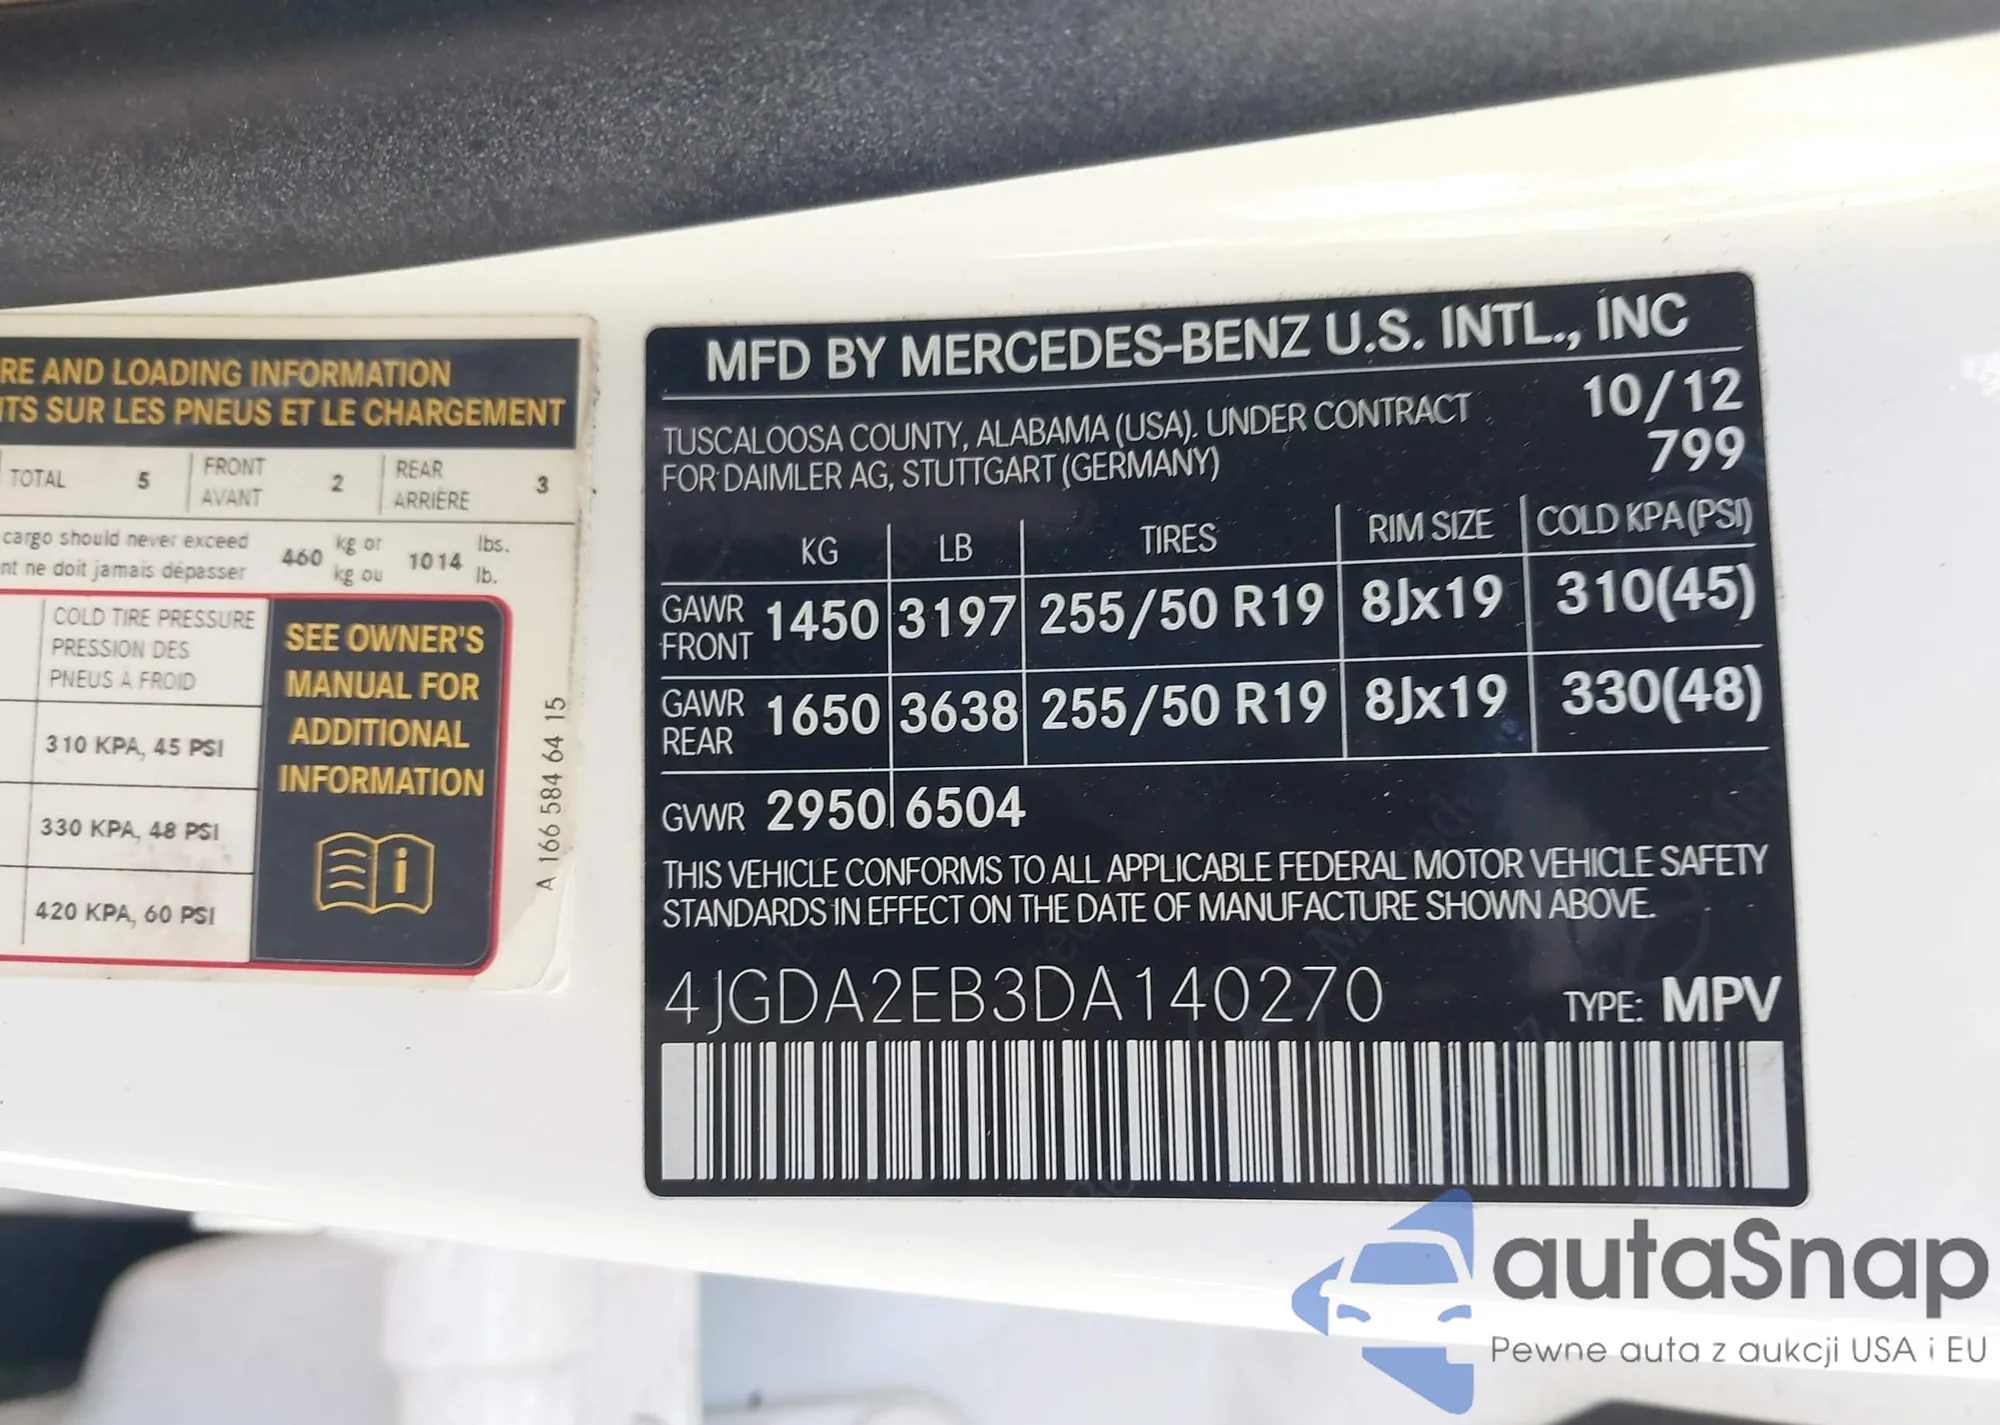 RE AND LOADING INFORMATION
TS SUR LES PNEUS ET LE CHARGEMENT
TOTAL 5 FRONT 2 REAR 3
AVANT ARRIÈRE
cargo should never exceed 460 kg or 1014 lbs.
nt ne doit jamais dépasser kg ou lb.
COLD TIRE PRESSURE
PRESSION DES
PNEUS À FROID
310 KPA, 45 PSI
330 KPA, 48 PSI
420 KPA, 60 PSI
SEE OWNER'S
MANUAL FOR
ADDITIONAL
INFORMATION
i
A 166 584 64 15
MFD BY MERCEDES-BENZ U.S. INTL., INC
TUSCALOOSA COUNTY, ALABAMA (USA). UNDER CONTRACT 10/12
FOR DAIMLER AG, STUTTGART (GERMANY) 799
KG LB TIRES RIM SIZE COLD KPA(PSI)
GAWR FRONT 1450 3197 255/50 R19 8Jx19 310(45)
GAWR REAR 1650 3638 255/50 R19 8Jx19 330(48)
GVWR 2950 6504
THIS VEHICLE CONFORMS TO ALL APPLICABLE FEDERAL MOTOR VEHICLE SAFETY
STANDARDS IN EFFECT ON THE DATE OF MANUFACTURE SHOWN ABOVE.
4JGDA2EB3DA140270 TYPE: MPV
autaSnap
Pewne auta z aukcji USA i EU